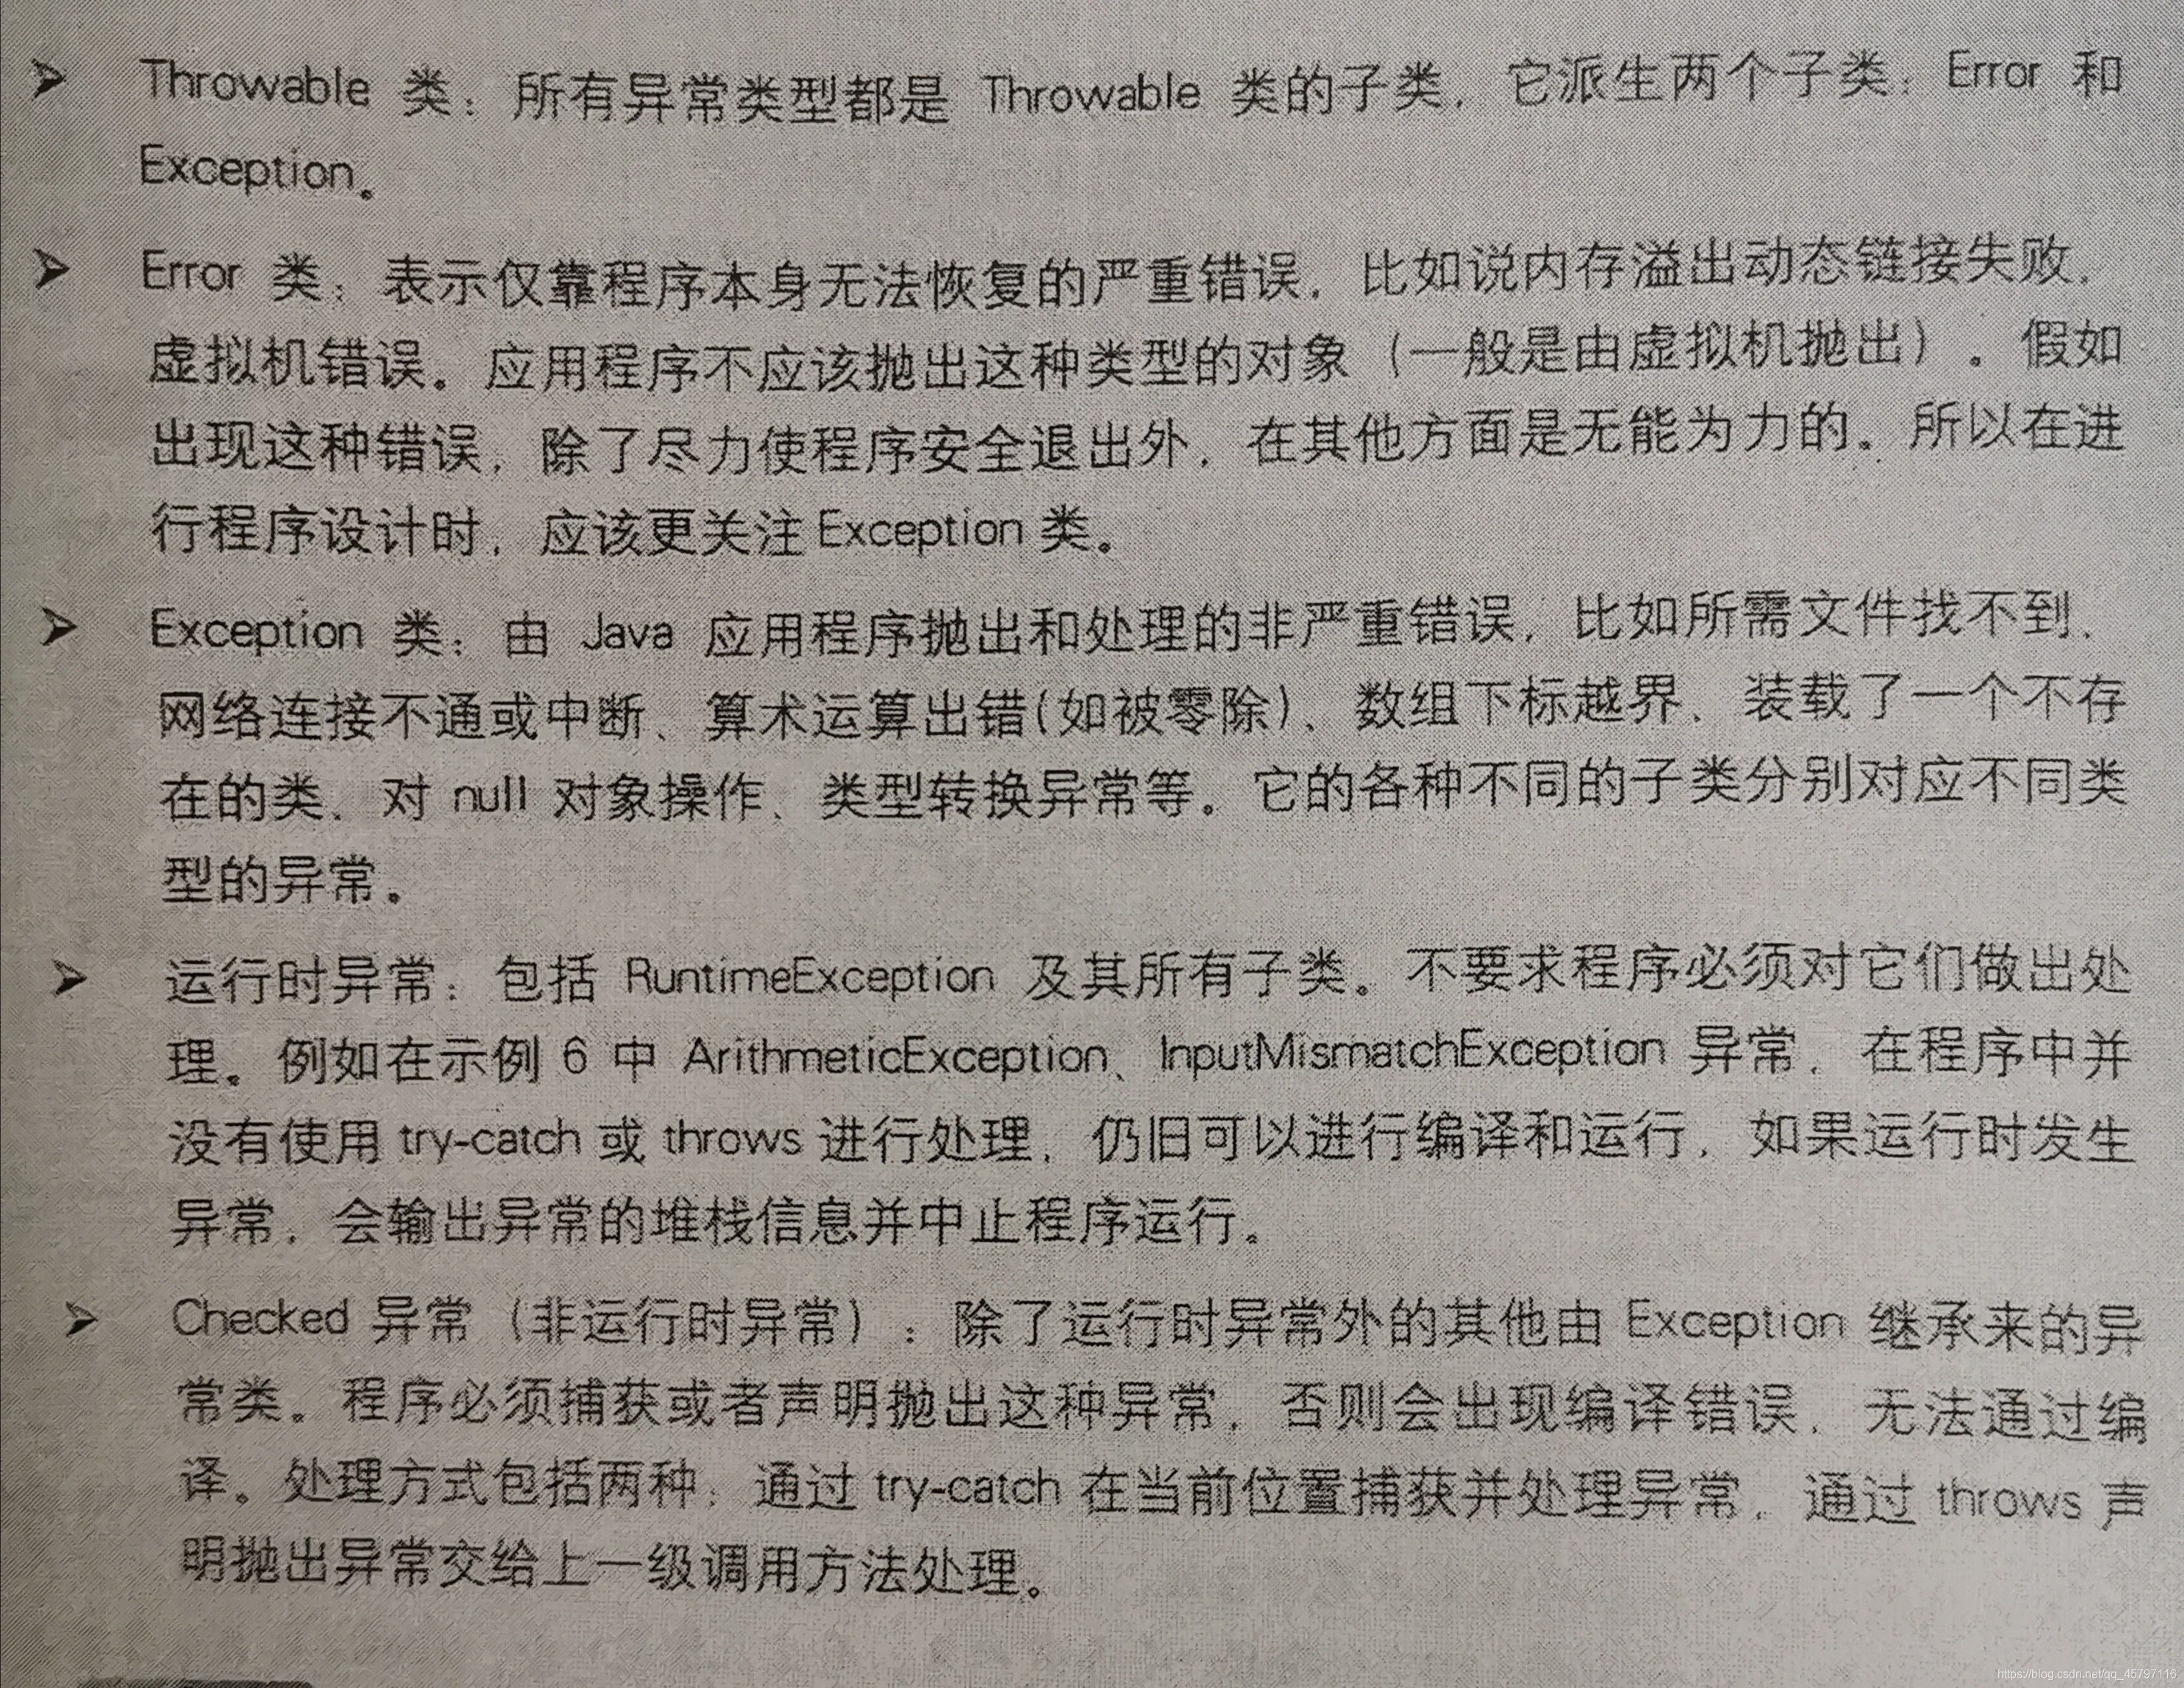 ➢ Throwable 类：所有异常类型都是 Throwable 类的子类，它派生两个子类：Error 和
Exception。
➢ Error 类：表示仅靠程序本身无法恢复的严重错误，比如说内存溢出动态链接失败，
虚拟机错误。应用程序不应该抛出这种类型的对象（一般是由虚拟机抛出）。假如
出现这种错误，除了尽力使程序安全退出外，在其他方面是无能为力的。所以在进
行程序设计时，应该更关注 Exception 类。
➢ Exception 类：由 Java 应用程序抛出和处理的非严重错误，比如所需文件找不到、
网络连接不通或中断、算术运算出错(如被零除)、数组下标越界、装载了一个不存
在的类、对 null 对象操作、类型转换异常等。它的各种不同的子类分别对应不同类
型的异常。
➢ 运行时异常：包括 RuntimeException 及其所有子类。不要求程序必须对它们做出处
理。例如在示例 6 中 ArithmeticException、InputMismatchException 异常，在程序中并
没有使用 try-catch 或 throws 进行处理，仍旧可以进行编译和运行，如果运行时发生
异常，会输出异常的堆栈信息并中止程序运行。
➢ Checked 异常（非运行时异常）：除了运行时异常外的其他由 Exception 继承来的异
常类。程序必须捕获或者声明抛出这种异常，否则会出现编译错误，无法通过编
译。处理方式包括两种：通过 try-catch 在当前位置捕获并处理异常，通过 throws 声
明抛出异常交给上一级调用方法处理。
https://blog.csdn.net/qq_45797116